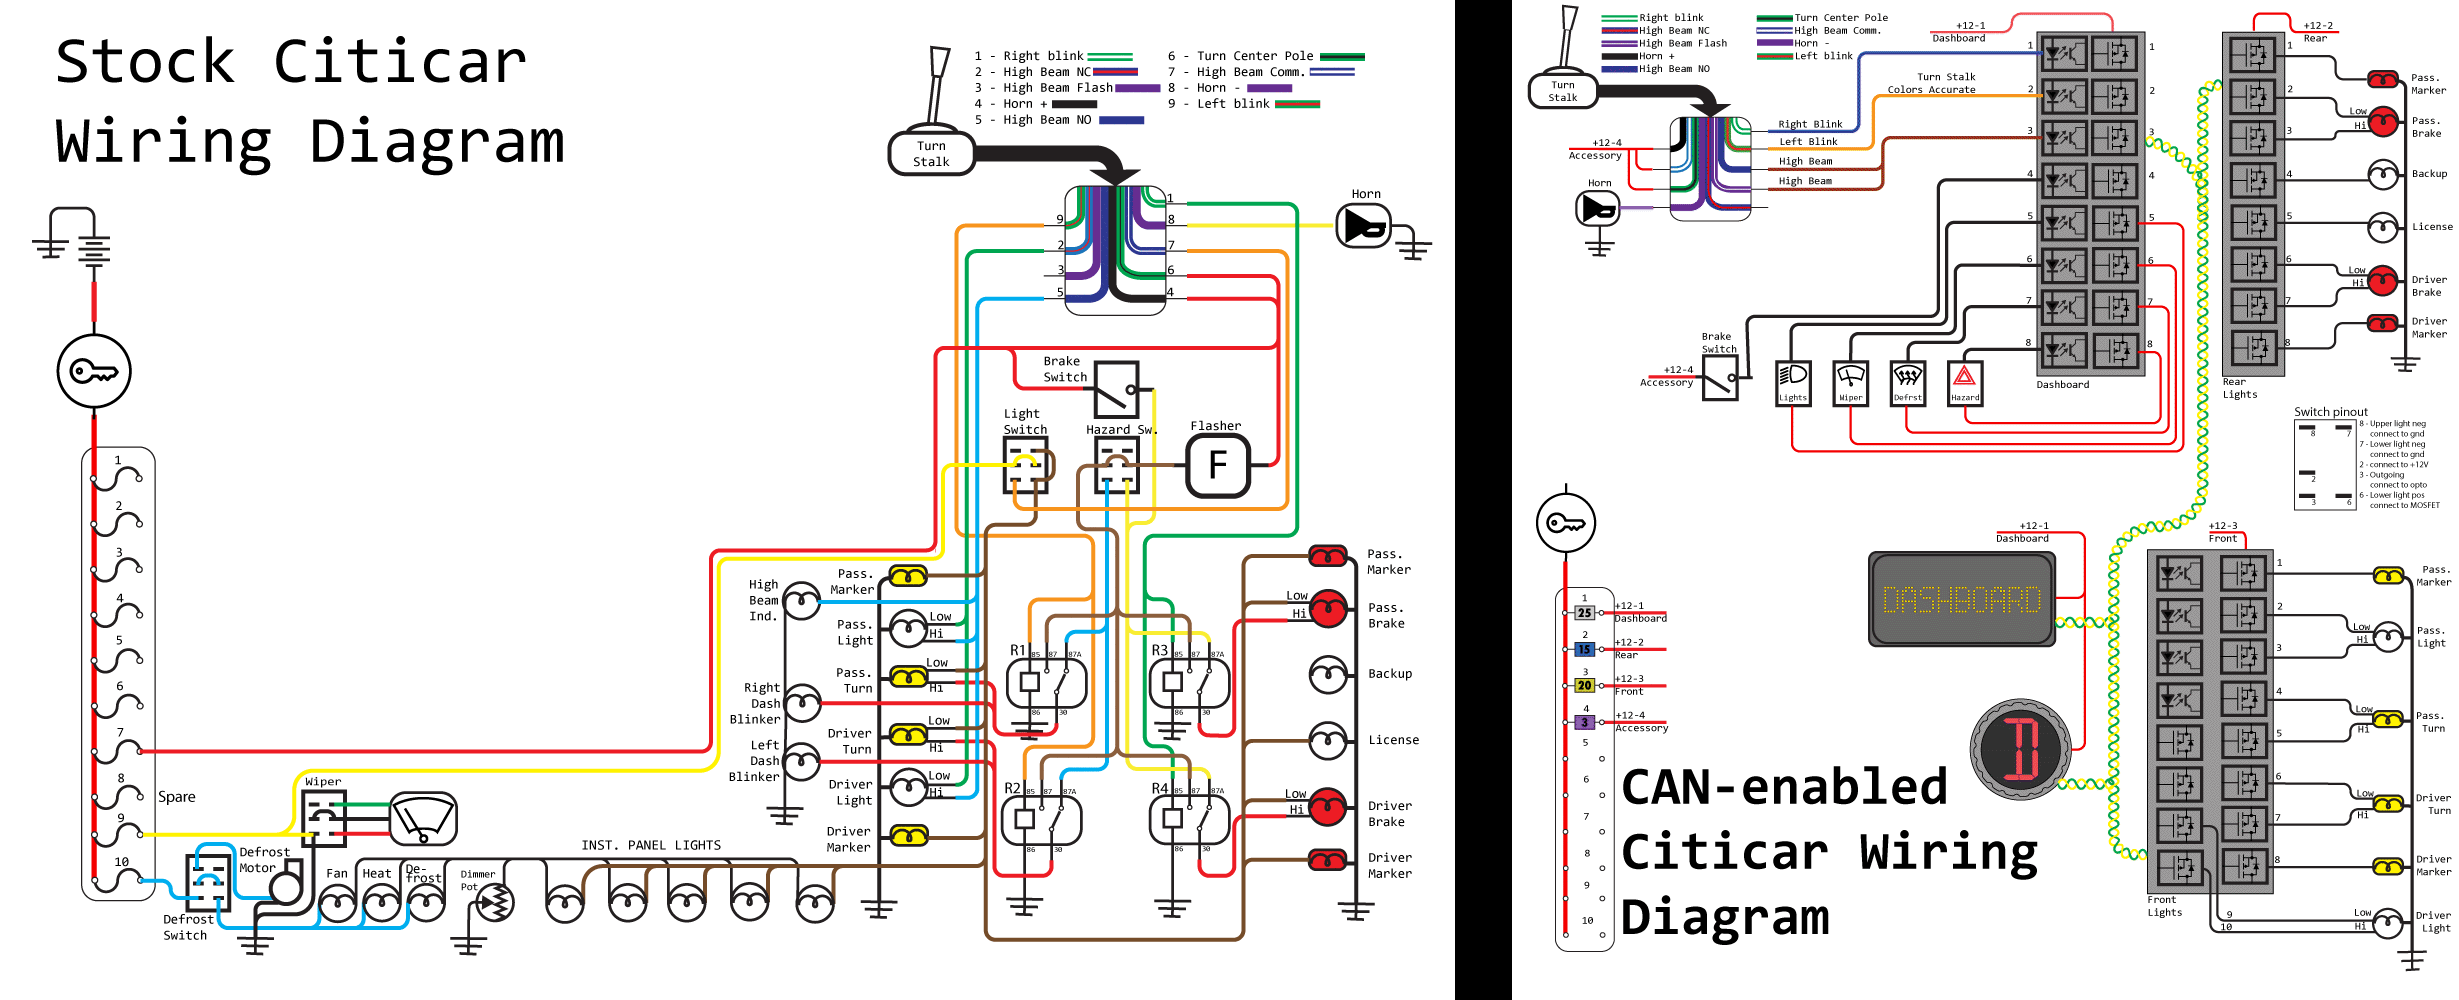 Stock Citicar
Wiring Diagram
1 - Right blink
2 - High Beam NC
3 - High Beam Flash
4 - Horn +
5 - High Beam NO
6 - Turn Center Pole
7 - High Beam Comm.
8 - Horn -
9 - Left blink
Turn
Stalk
9
2
3
5
1
8
7
6
4
Horn
Brake
Switch
Light
Switch
Hazard Sw.
Flasher
F
1
2
3
4
5
6
7
8
Spare
9
10
Wiper
Defrost
Motor
Defrost
Switch
Fan
Heat
De-
frost
Dimmer
Pot
INST. PANEL LIGHTS
High
Beam
Ind.
Right
Dash
Blinker
Left
Dash
Blinker
Pass.
Marker
Pass.
Light
Low
Hi
Pass.
Turn
Low
Hi
Driver
Turn
Low
Hi
Driver
Light
Low
Hi
Driver
Marker
R1
85
87
87A
86
30
R3
85
87
87A
86
30
R2
85
87
87A
86
30
R4
85
87
87A
86
30
Pass.
Marker
Low
Hi
Pass.
Brake
Backup
License
Low
Hi
Driver
Brake
Driver
Marker
Right blink
High Beam NC
High Beam Flash
Horn +
High Beam NO
Turn Center Pole
High Beam Comm.
Horn -
Left blink
Turn
Stalk
+12-4
Accessory
Horn
Right Blink
Left Blink
High Beam
High Beam
Turn Stalk
Colors Accurate
+12-1
Dashboard
1
2
3
4
5
6
7
8
1
2
3
4
5
6
7
8
Dashboard
Brake
Switch
+12-4
Accessory
Lights
Wiper
Defrst
Hazard
+12-2
Rear
1
2
3
4
5
6
7
8
Rear
Lights
Pass.
Marker
Low
Hi
Pass.
Brake
Backup
License
Low
Hi
Driver
Brake
Driver
Marker
Switch pinout
8
7
2
3
6
8 - Upper light neg
connect to gnd
7 - Lower light neg
connect to gnd
2 - connect to +12V
3 - Outgoing
connect to opto
6 - Lower light pos
connect to MOSFET
+12-1
Dashboard
DASHBOARD
D
+12-3
Front
1
2
3
4
5
6
7
8
9
10
Front
Lights
Pass.
Marker
Low
Hi
Pass.
Light
Low
Hi
Pass.
Turn
Low
Hi
Driver
Turn
Driver
Marker
Low
Hi
Driver
Light
1
25
+12-1
Dashboard
2
15
+12-2
Rear
3
20
+12-3
Front
4
3
+12-4
Accessory
5
6
7
8
9
10
CAN-enabled
Citicar Wiring
Diagram